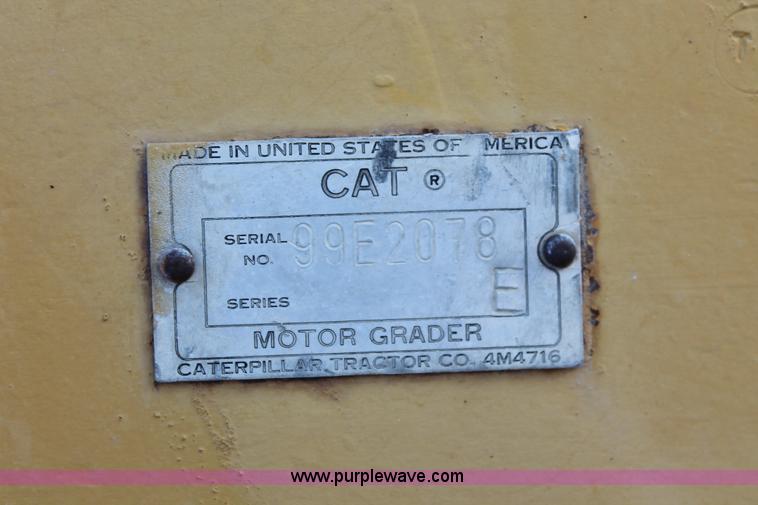 MADE IN UNITED STATES OF MERICA
CAT ®
SERIAL NO. 99E2078
SERIES E
MOTOR GRADER
CATERPILLAR TRACTOR CO. 4M4716
www.purplewave.com